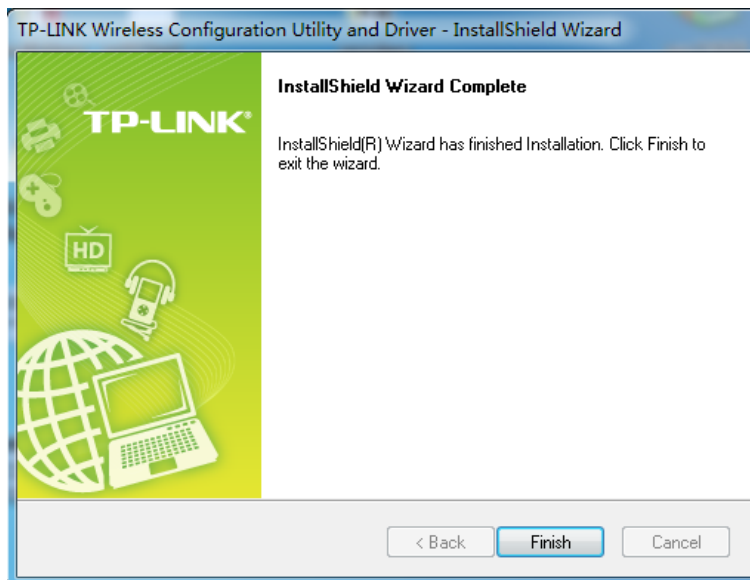 TP-LINK Wireless Configuration Utility and Driver - InstallShield Wizard
TP-LINK®
HD
InstallShield Wizard Complete
InstallShield(R) Wizard has finished Installation. Click Finish to
exit the wizard.
< Back
Finish
Cancel